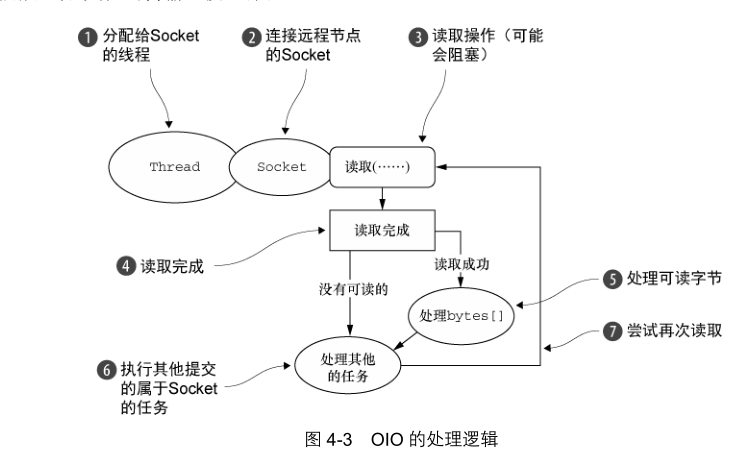 ❶ 分配给Socket
的线程
❷ 连接远程节点
的Socket
❸ 读取操作（可能
会阻塞）
Thread
Socket
读取(……)
读取完成
❹ 读取完成
读取成功
没有可读的
❺ 处理可读字节
处理bytes[]
❼ 尝试再次读取
处理其他
的任务
❻ 执行其他提交
的属于Socket
的任务
图 4-3 OIO 的处理逻辑